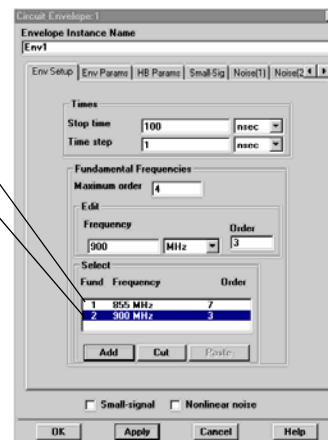 Circuit Envelope:1
Envelope Instance Name
Env1
Env Setup Env Params HB Params Small-Sig Noise(1) Noise(2
Times
Stop time 100 nsec
Time step 1 nsec
Fundamental Frequencies
Maximum order 4
Edit
Frequency Order
900 MHz 3
Select
Fund Frequency Order
1 855 MHz 7
2 900 MHz 3
Add Cut Paste
Small-signal Nonlinear noise
OK Apply Cancel Help